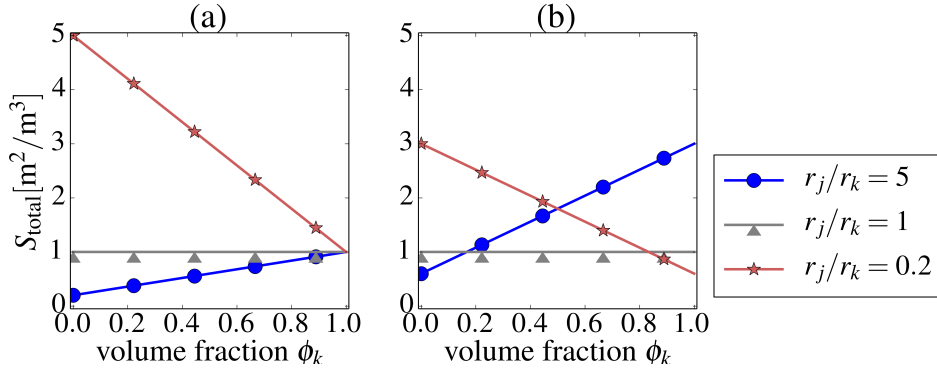 (a)
(b)
S_total[m²/m³]
5
4
3
2
1
0
0.0 0.2 0.4 0.6 0.8 1.0
volume fraction ϕ_k
5
4
3
2
1
0
0.0 0.2 0.4 0.6 0.8 1.0
volume fraction ϕ_k
r_j/r_k = 5
r_j/r_k = 1
r_j/r_k = 0.2